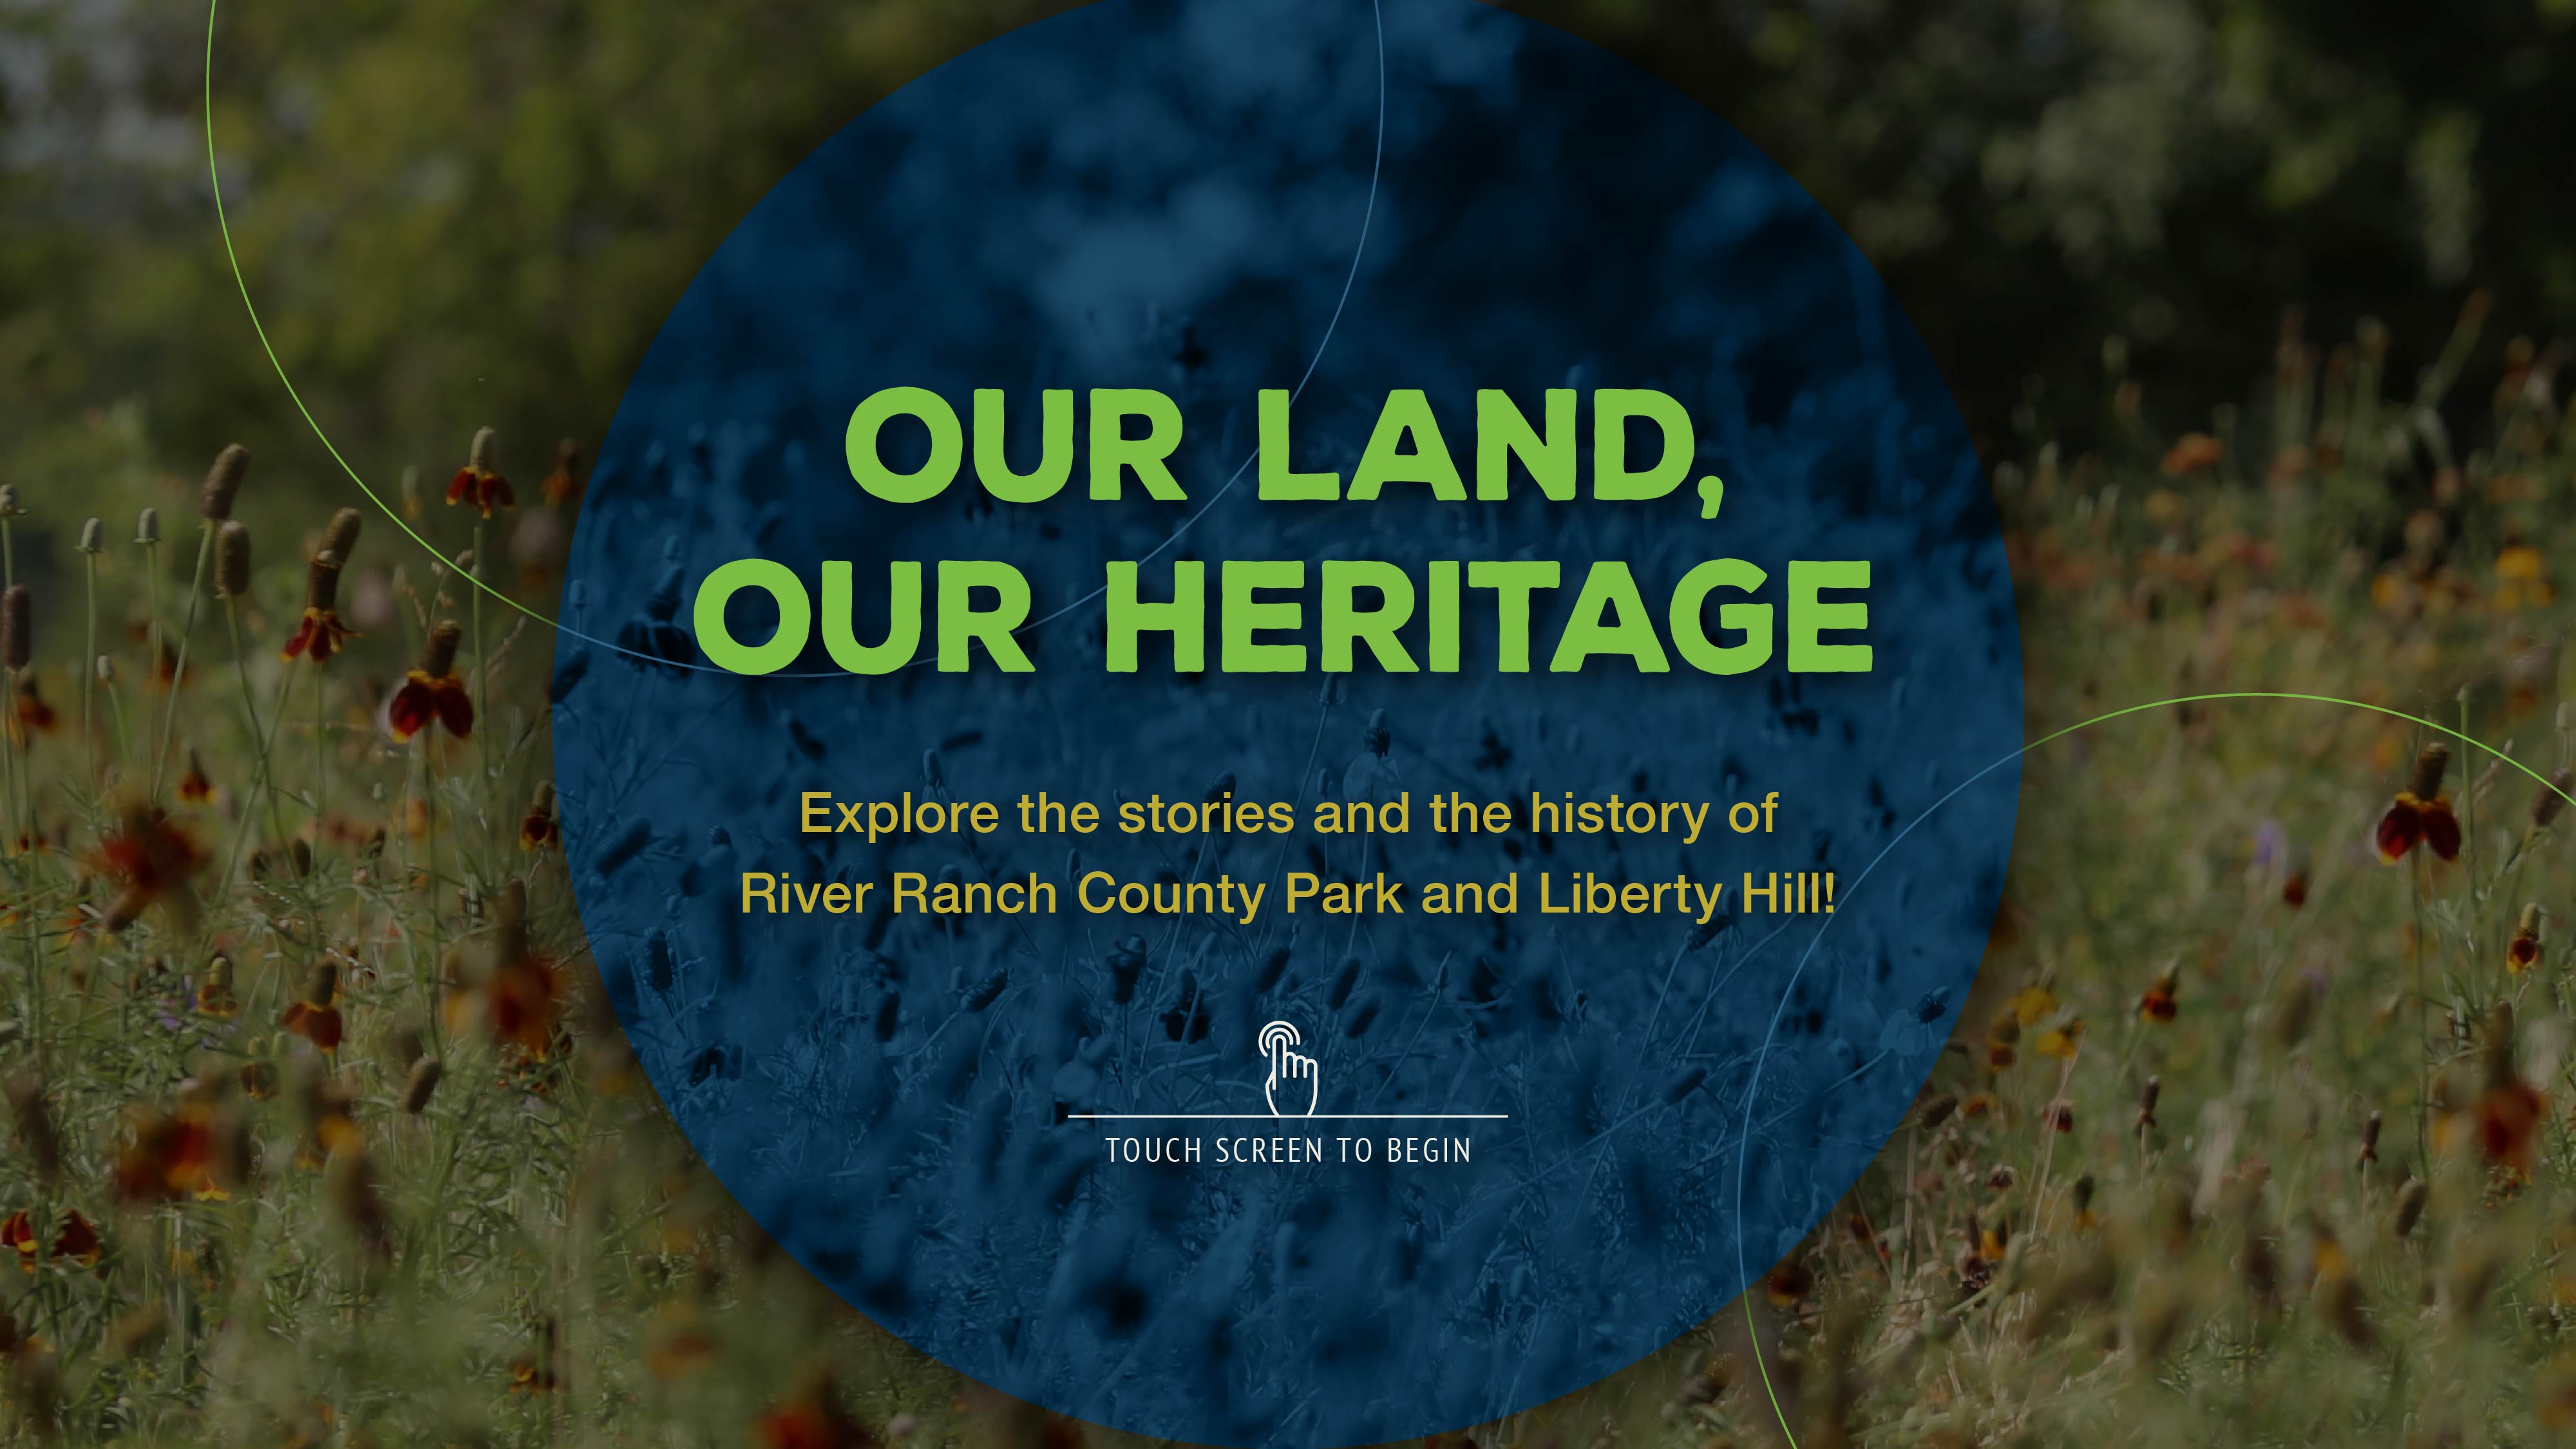 OUR LAND,
OUR HERITAGE
Explore the stories and the history of
River Ranch County Park and Liberty Hill!
TOUCH SCREEN TO BEGIN